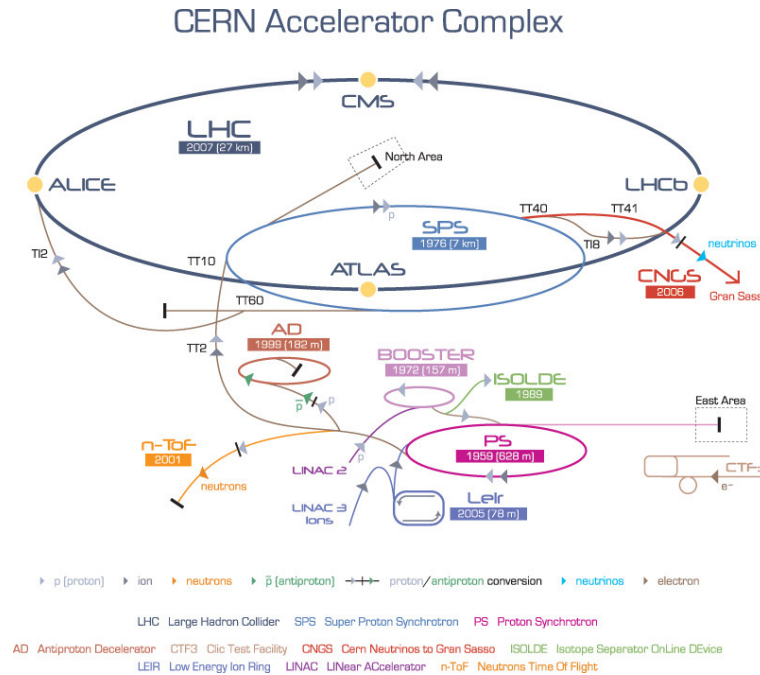 CERN Accelerator Complex
CMS
LHC
2007 (27 km)
North Area
ALICE
LHCb
TT40
TT41
SPS
1976 (7 km)
p
TI2
TT10
TI8
neutrinos
ATLAS
CNGS
2006
Gran Sasso
TT60
AD
1999 (182 m)
TT2
BOOSTER
1972 (157 m)
ISOLDE
1989
East Area
p
p
n-ToF
2001
PS
1959 (628 m)
LINAC 2
p
neutrons
CTF3
e-
LINAC 3
Ions
LeIr
2005 (78 m)
p (proton) ion neutrons p̄ (antiproton) proton/antiproton conversion neutrinos electron
LHC Large Hadron Collider SPS Super Proton Synchrotron PS Proton Synchrotron
AD Antiproton Decelerator CTF3 Clic Test Facility CNGS Cern Neutrinos to Gran Sasso ISOLDE Isotope Separator OnLine DEvice
LEIR Low Energy Ion Ring LINAC LINear ACcelerator n-ToF Neutrons Time Of Flight